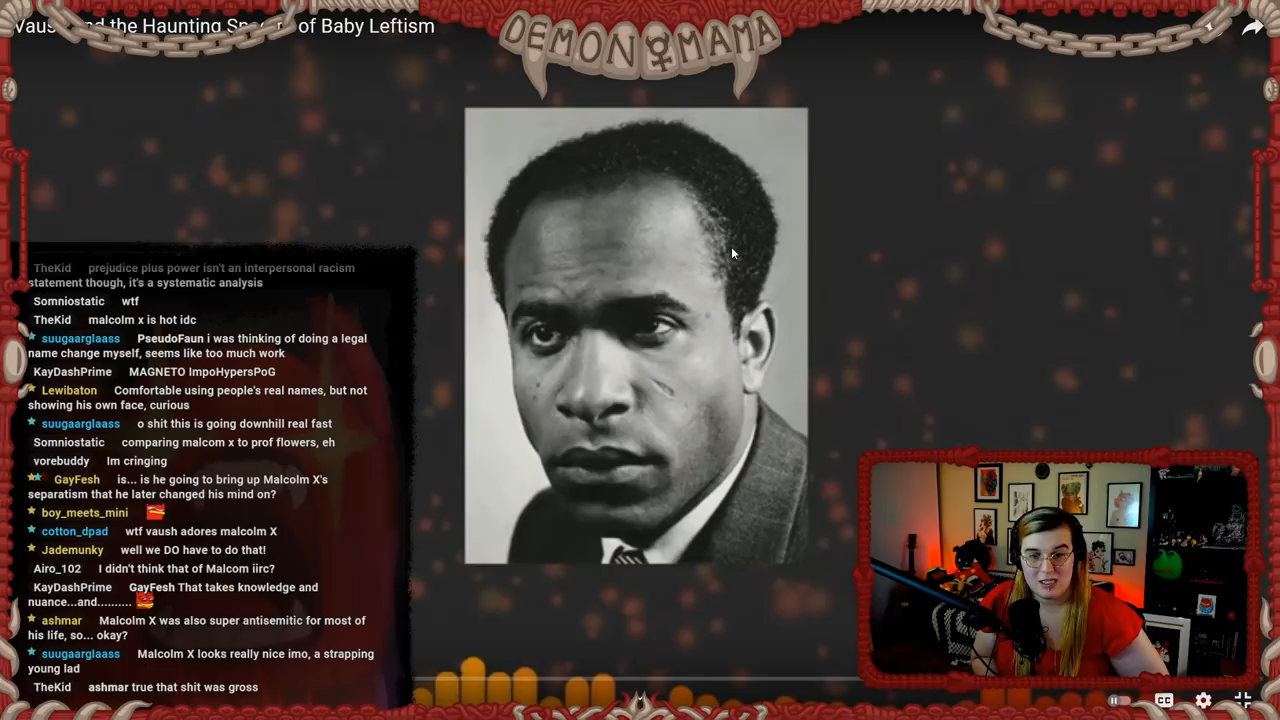 Vaus and the Haunting Sp of Baby Leftism
DEMON MAMA
TheKid prejudice plus power isn't an interpersonal racism
statement though, it's a systematic analysis
Somniostatic wtf
TheKid malcolm x is hot idc
suugaarglaass PseudoFaun i was thinking of doing a legal
name change myself, seems like too much work
KayDashPrime MAGNETO ImpoHypersPoG
Lewibaton Comfortable using people's real names, but not
showing his own face, curious
suugaarglaass o shit this is going downhill real fast
Somniostatic comparing malcom x to prof flowers, eh
vorebuddy Im cringing
GayFesh is... is he going to bring up Malcolm X's
separatism that he later changed his mind on?
boy_meets_mini
cotton_dpad wtf vaush adores malcolm X
Jademunky well we DO have to do that!
Airo_102 I didn't think that of Malcom iirc?
KayDashPrime GayFesh That takes knowledge and
nuance...and..........
ashmar Malcolm X was also super antisemitic for most of
his life, so... okay?
suugaarglaass Malcolm X looks really nice imo, a strapping
young lad
TheKid ashmar true that shit was gross
CC